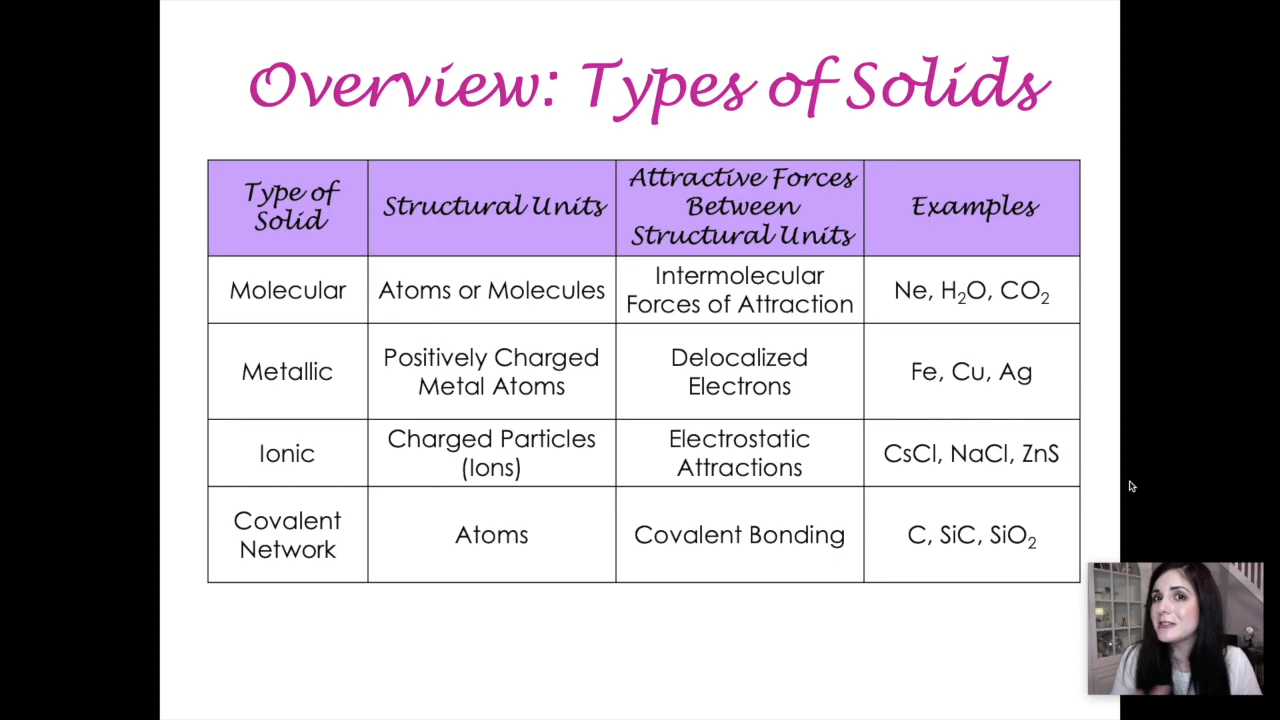 Overview: Types of Solids
Type of
Solid
Structural Units
Attractive Forces
Between
Structural Units
Examples
Molecular
Atoms or Molecules
Intermolecular
Forces of Attraction
Ne, H₂O, CO₂
Metallic
Positively Charged
Metal Atoms
Delocalized
Electrons
Fe, Cu, Ag
Ionic
Charged Particles
(Ions)
Electrostatic
Attractions
CsCl, NaCl, ZnS
Covalent
Network
Atoms
Covalent Bonding
C, SiC, SiO₂